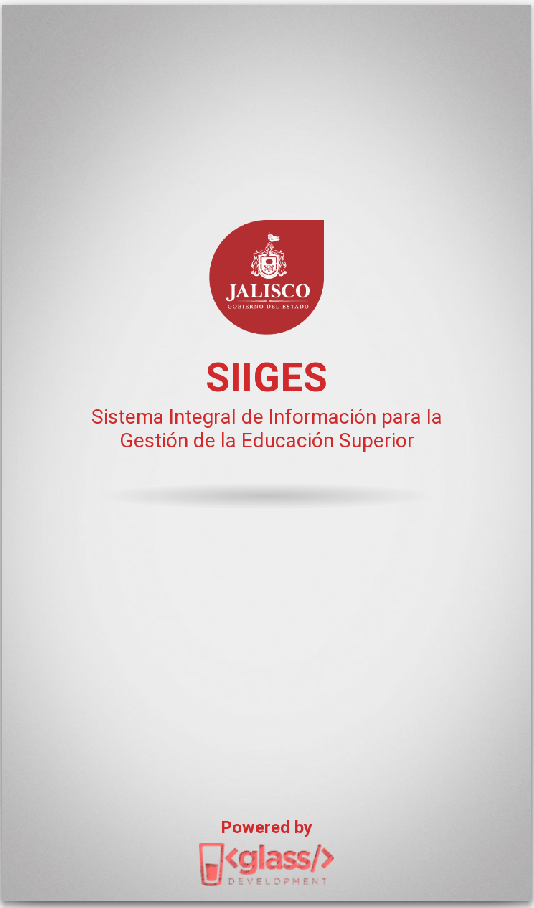 JALISCO
GOBIERNO DEL ESTADO
SIIGES
Sistema Integral de Información para la
Gestión de la Educación Superior
Powered by
<glass/>
DEVELOPMENT